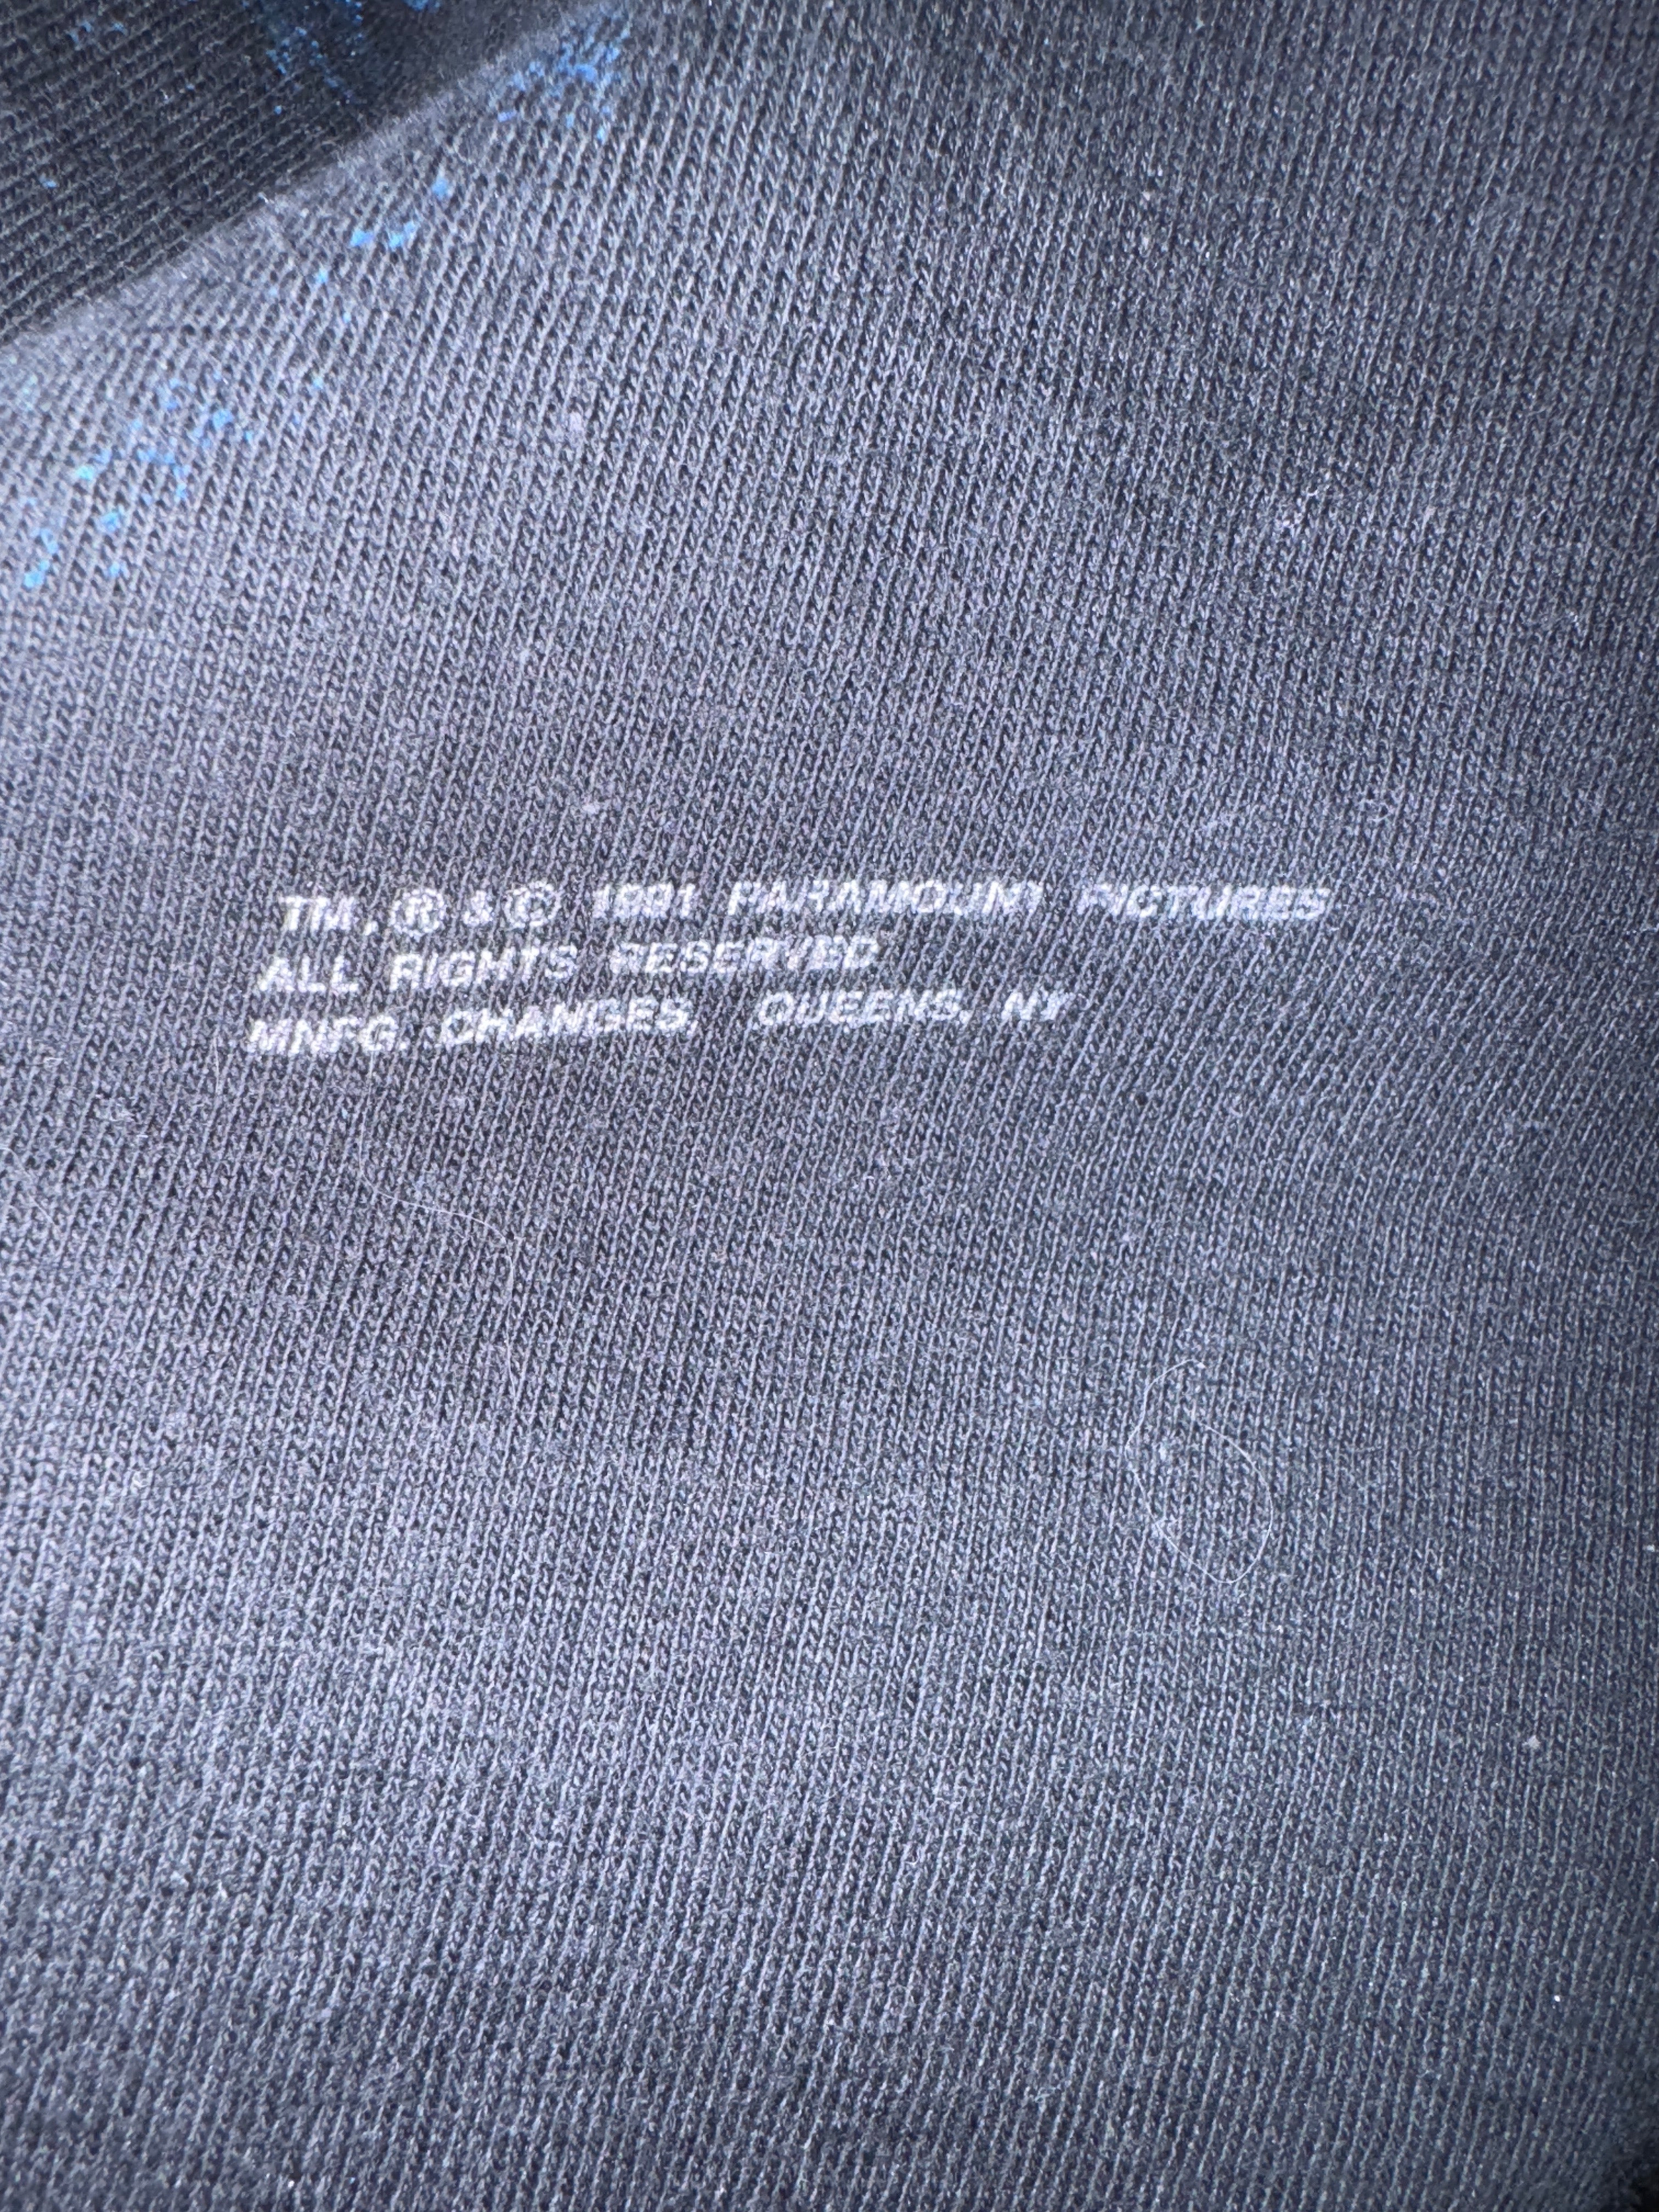 TM, ® & © 1991 PARAMOUNT PICTURES
ALL RIGHTS RESERVED
MNFG. CHANGES, QUEENS, NY